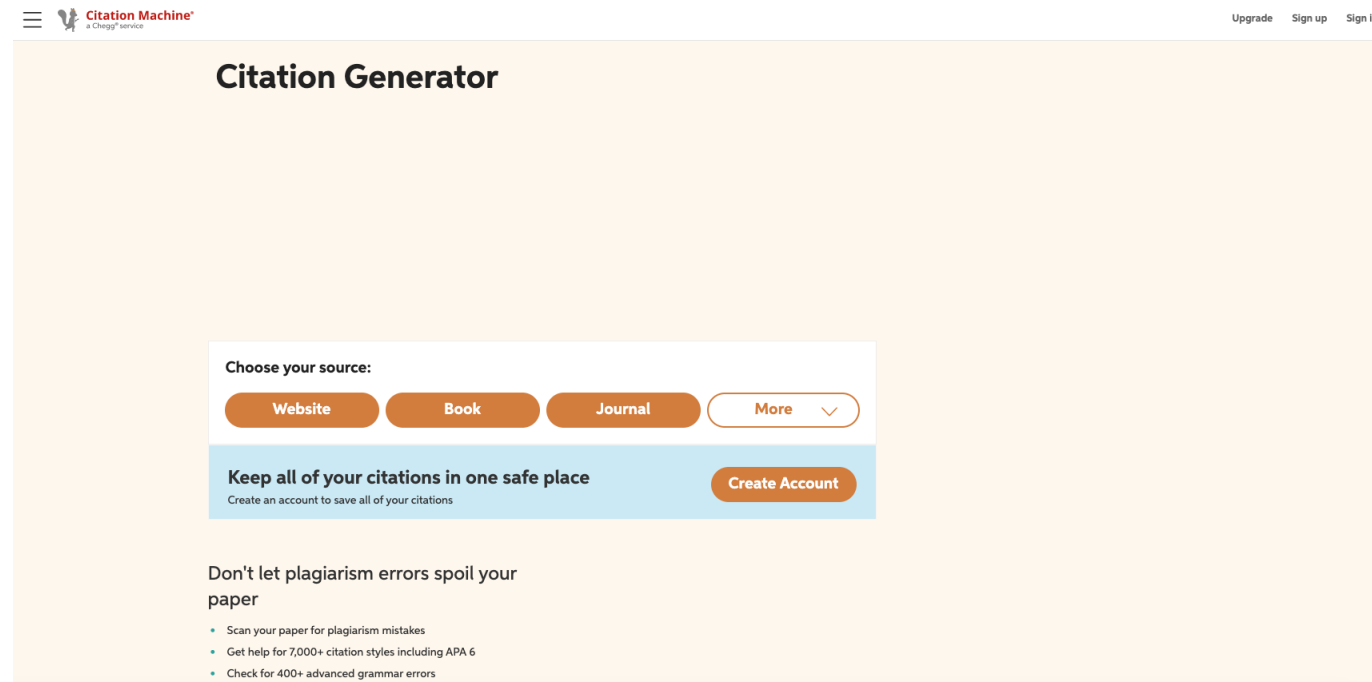 Citation Machine®
a Chegg® service
Upgrade Sign up Sign i
Citation Generator
Choose your source:
Website Book Journal More
Keep all of your citations in one safe place
Create an account to save all of your citations
Create Account
Don't let plagiarism errors spoil your
paper
Scan your paper for plagiarism mistakes
Get help for 7,000+ citation styles including APA 6
Check for 400+ advanced grammar errors